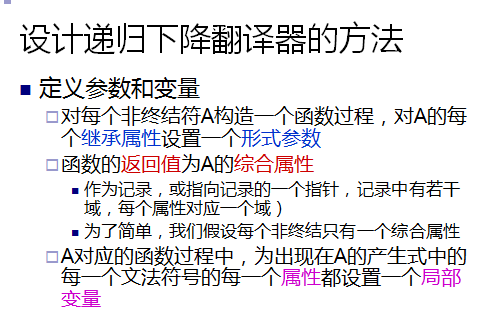 设计递归下降翻译器的方法
定义参数和变量
对每个非终结符A构造一个函数过程，对A的每
个继承属性设置一个形式参数
函数的返回值为A的综合属性
作为记录，或指向记录的一个指针，记录中有若干
域，每个属性对应一个域）
为了简单，我们假设每个非终结只有一个综合属性
A对应的函数过程中，为出现在A的产生式中的
每一个文法符号的每一个属性都设置一个局部
变量